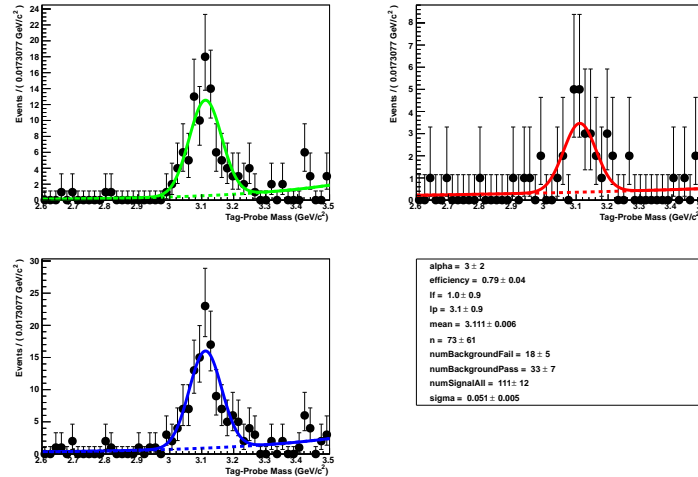 Events / ( 0.0173077 GeV/c² )
24
22
20
18
16
14
12
10
8
6
4
2
0
2.6 2.7 2.8 2.9 3 3.1 3.2 3.3 3.4 3.5
Tag-Probe Mass (GeV/c²)
Events / ( 0.0173077 GeV/c² )
8
7
6
5
4
3
2
1
0
2.6 2.7 2.8 2.9 3.0 3.1 3.2 3.3 3.4 3.5
Tag-Probe Mass (GeV/c²)
Events / ( 0.0173077 GeV/c² )
30
25
20
15
10
5
0
2.6 2.7 2.8 2.9 3 3.1 3.2 3.3 3.4 3.5
Tag-Probe Mass (GeV/c²)
alpha = 3 ± 2
efficiency = 0.79 ± 0.04
lf = 1.0 ± 0.9
lp = 3.1 ± 0.9
mean = 3.111 ± 0.006
n = 73 ± 61
numBackgroundFail = 18 ± 5
numBackgroundPass = 33 ± 7
numSignalAll = 111 ± 12
sigma = 0.051 ± 0.005